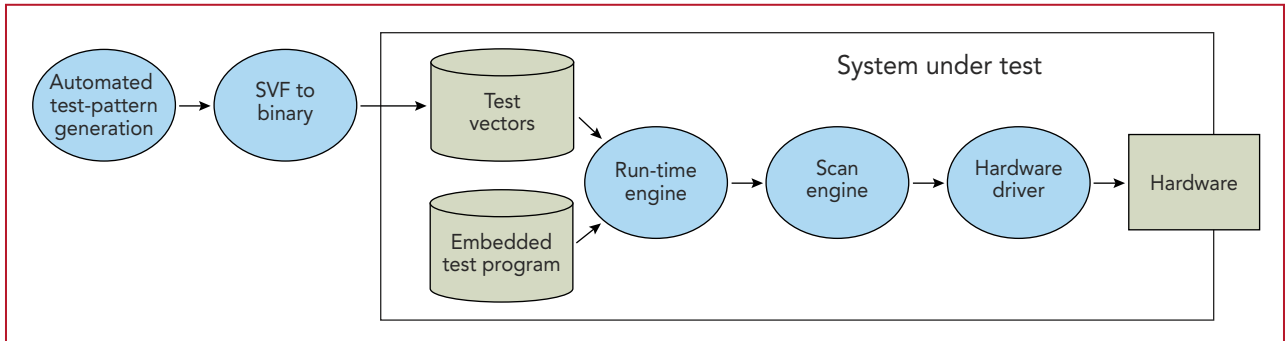 System under test
Automated
test-pattern
generation
SVF to
binary
Test
vectors
Embedded
test program
Run-time
engine
Scan
engine
Hardware
driver
Hardware